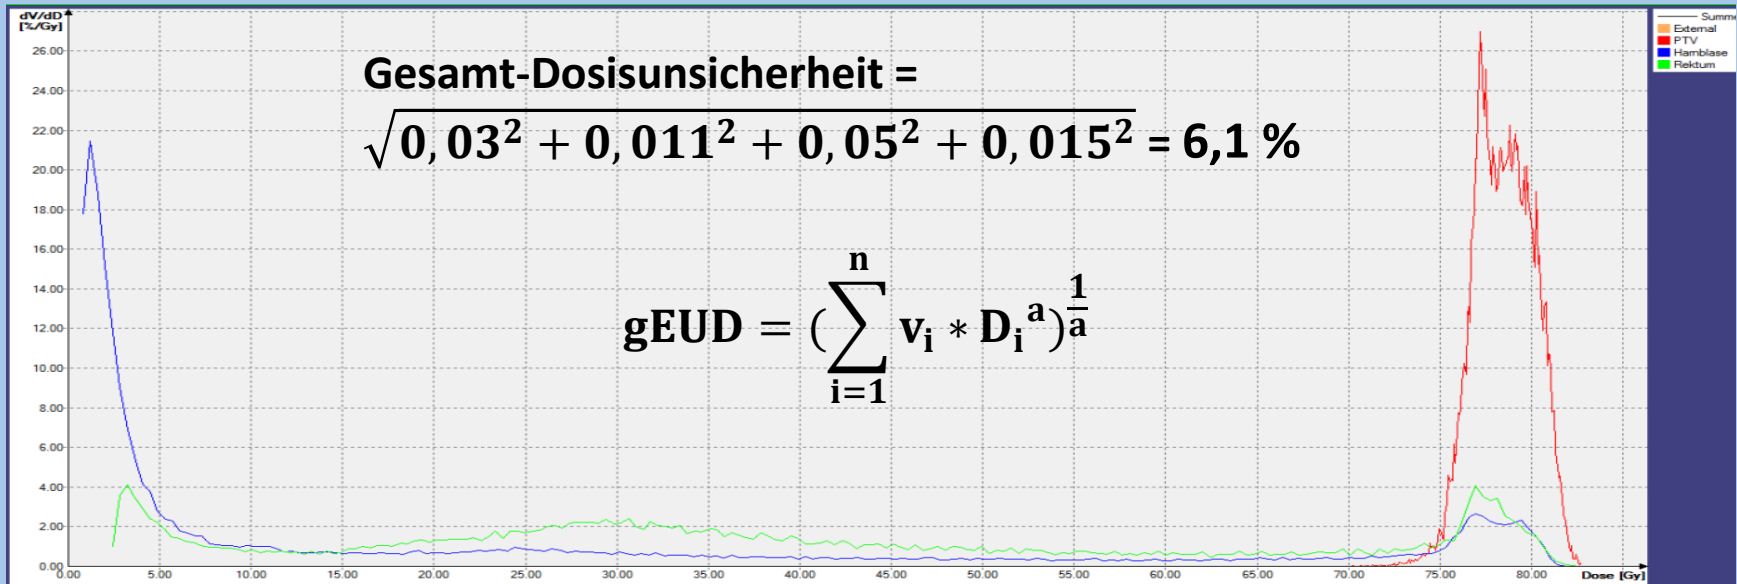 dV/dD
[%/Gy]
26.00
24.00
22.00
20.00
18.00
16.00
14.00
12.00
10.00
8.00
6.00
4.00
2.00
0.00
Gesamt-Dosisunsicherheit =
√0,03² + 0,011² + 0,05² + 0,015² = 6,1 %
gEUD = (∑ᵢ₌₁ⁿ vᵢ * Dᵢᵃ)^(1/a)
0.00 5.00 10.00 15.00 20.00 25.00 30.00 35.00 40.00 45.00 50.00 55.00 60.00 65.00 70.00 75.00 80.00 Dose [Gy]
Summe
External
PTV
Harnblase
Rektum